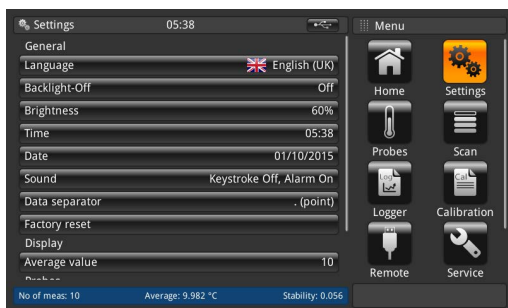 Settings 05:38
General
Language English (UK)
Backlight-Off Off
Brightness 60%
Time 05:38
Date 01/10/2015
Sound Keystroke Off, Alarm On
Data separator . (point)
Factory reset
Display
Average value 10
Probes
No of meas: 10 Average: 9.982 °C Stability: 0.056
Menu
Home Settings
Probes Scan
Log Cal
Logger Calibration
Remote Service